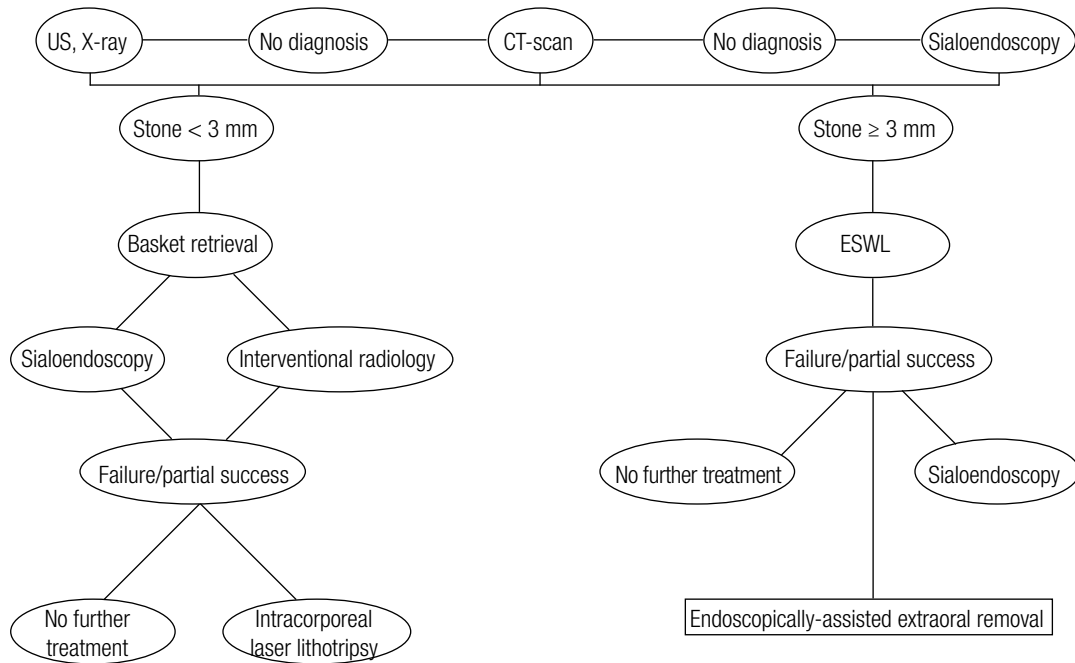 US, X-ray
No diagnosis
CT-scan
No diagnosis
Sialoendoscopy
Stone < 3 mm
Stone ≥ 3 mm
Basket retrieval
ESWL
Sialoendoscopy
Interventional radiology
Failure/partial success
Failure/partial success
No further treatment
Sialoendoscopy
No further
treatment
Intracorporeal
laser lithotripsy
Endoscopically-assisted extraoral removal